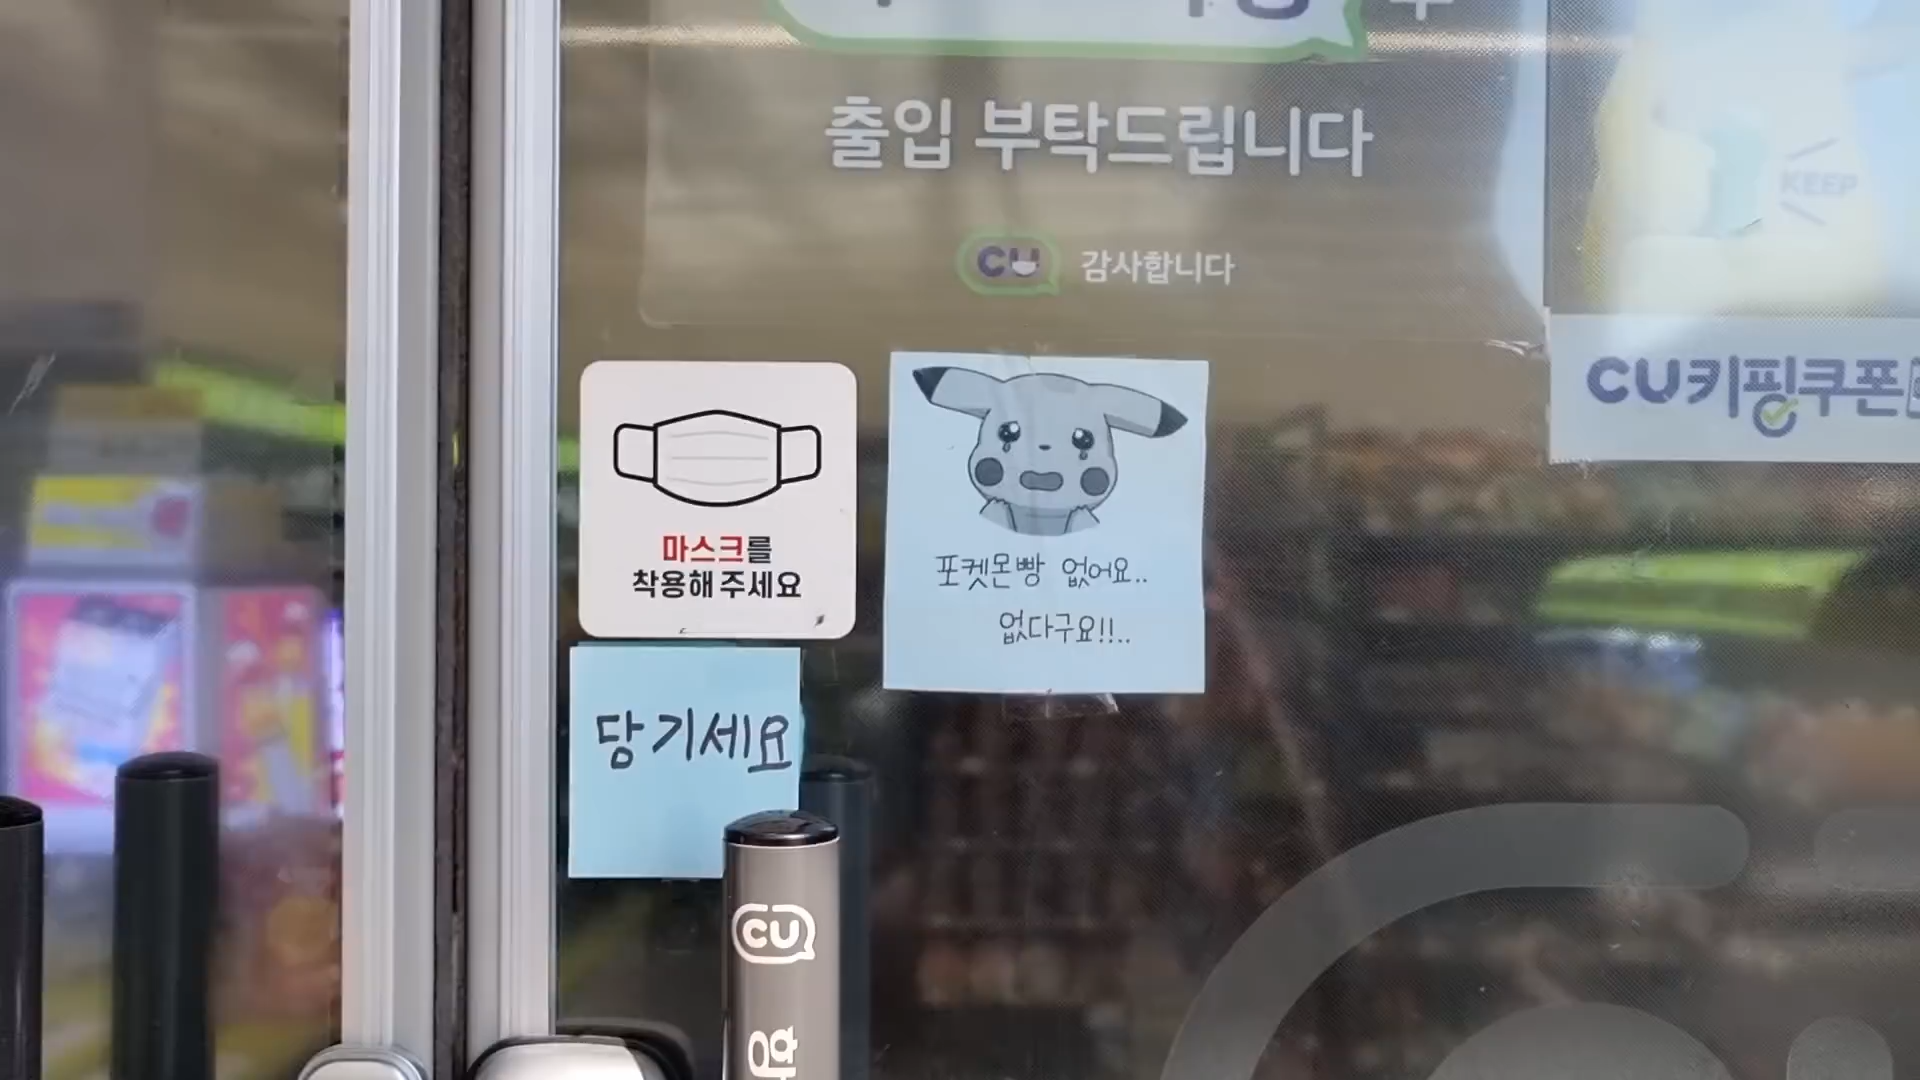 출입 부탁드립니다
CU 감사합니다
KEEP
CU키핑쿠폰
마스크를
착용해 주세요
포켓몬빵 없어요..
없다구요!!..
당기세요
CU
항